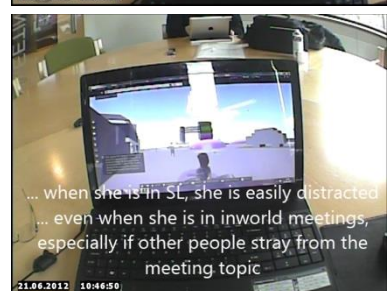 ... when she is in SL, she is easily distracted
... even when she is in inworld meetings,
especially if other people stray from the
meeting topic
21.06.2012 10:46:50